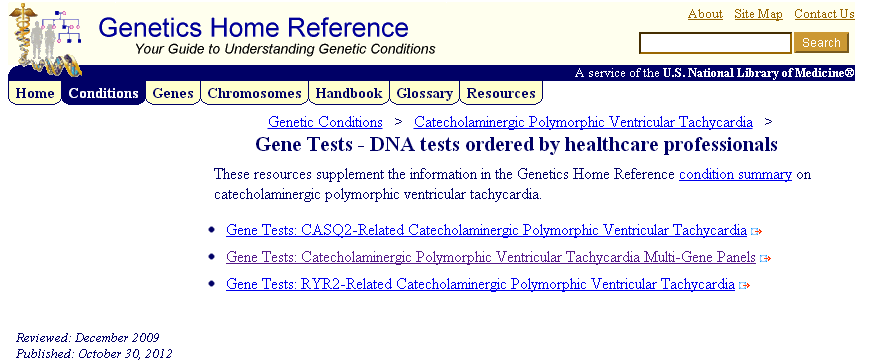 About Site Map Contact Us
Genetics Home Reference
Your Guide to Understanding Genetic Conditions
Search
A service of the U.S. National Library of Medicine®
Home Conditions Genes Chromosomes Handbook Glossary Resources
Genetic Conditions > Catecholaminergic Polymorphic Ventricular Tachycardia >
Gene Tests - DNA tests ordered by healthcare professionals
These resources supplement the information in the Genetics Home Reference condition summary on
catecholaminergic polymorphic ventricular tachycardia.
Gene Tests: CASQ2-Related Catecholaminergic Polymorphic Ventricular Tachycardia
Gene Tests: Catecholaminergic Polymorphic Ventricular Tachycardia Multi-Gene Panels
Gene Tests: RYR2-Related Catecholaminergic Polymorphic Ventricular Tachycardia
Reviewed: December 2009
Published: October 30, 2012